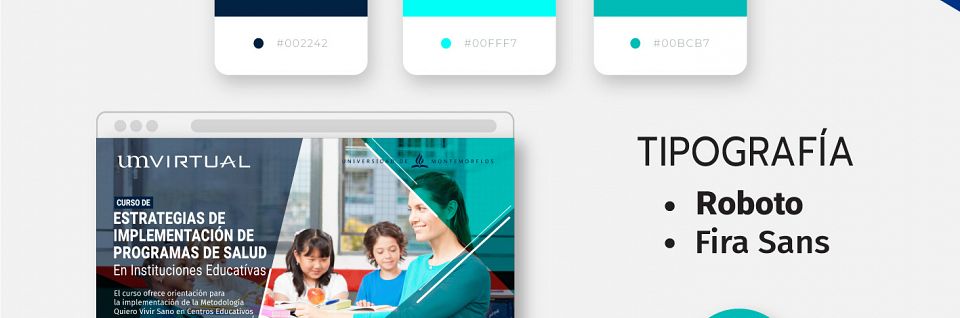 #002242
#00FFF7
#00BCB7
UMVIRTUAL
UNIVERSIDAD DE MONTEMORELOS
CURSO DE
ESTRATEGIAS DE
IMPLEMENTACIÓN DE
PROGRAMAS DE SALUD
En Instituciones Educatívas
El curso ofrece orientación para
la implementación de la Metodología
Quiero Vivir Sano en Centros Educativos
TIPOGRAFÍA
• Roboto
• Fira Sans